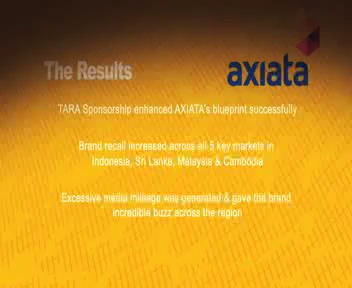 The Results
axiata
TARA Sponsorship enhanced AXIATA's blueprint successfully
Brand recall increased across all 5 key markets in
Indonesia, Sri Lanka, Malaysia & Cambodia
Excessive media mileage was generated & gave the brand
incredible buzz across the region